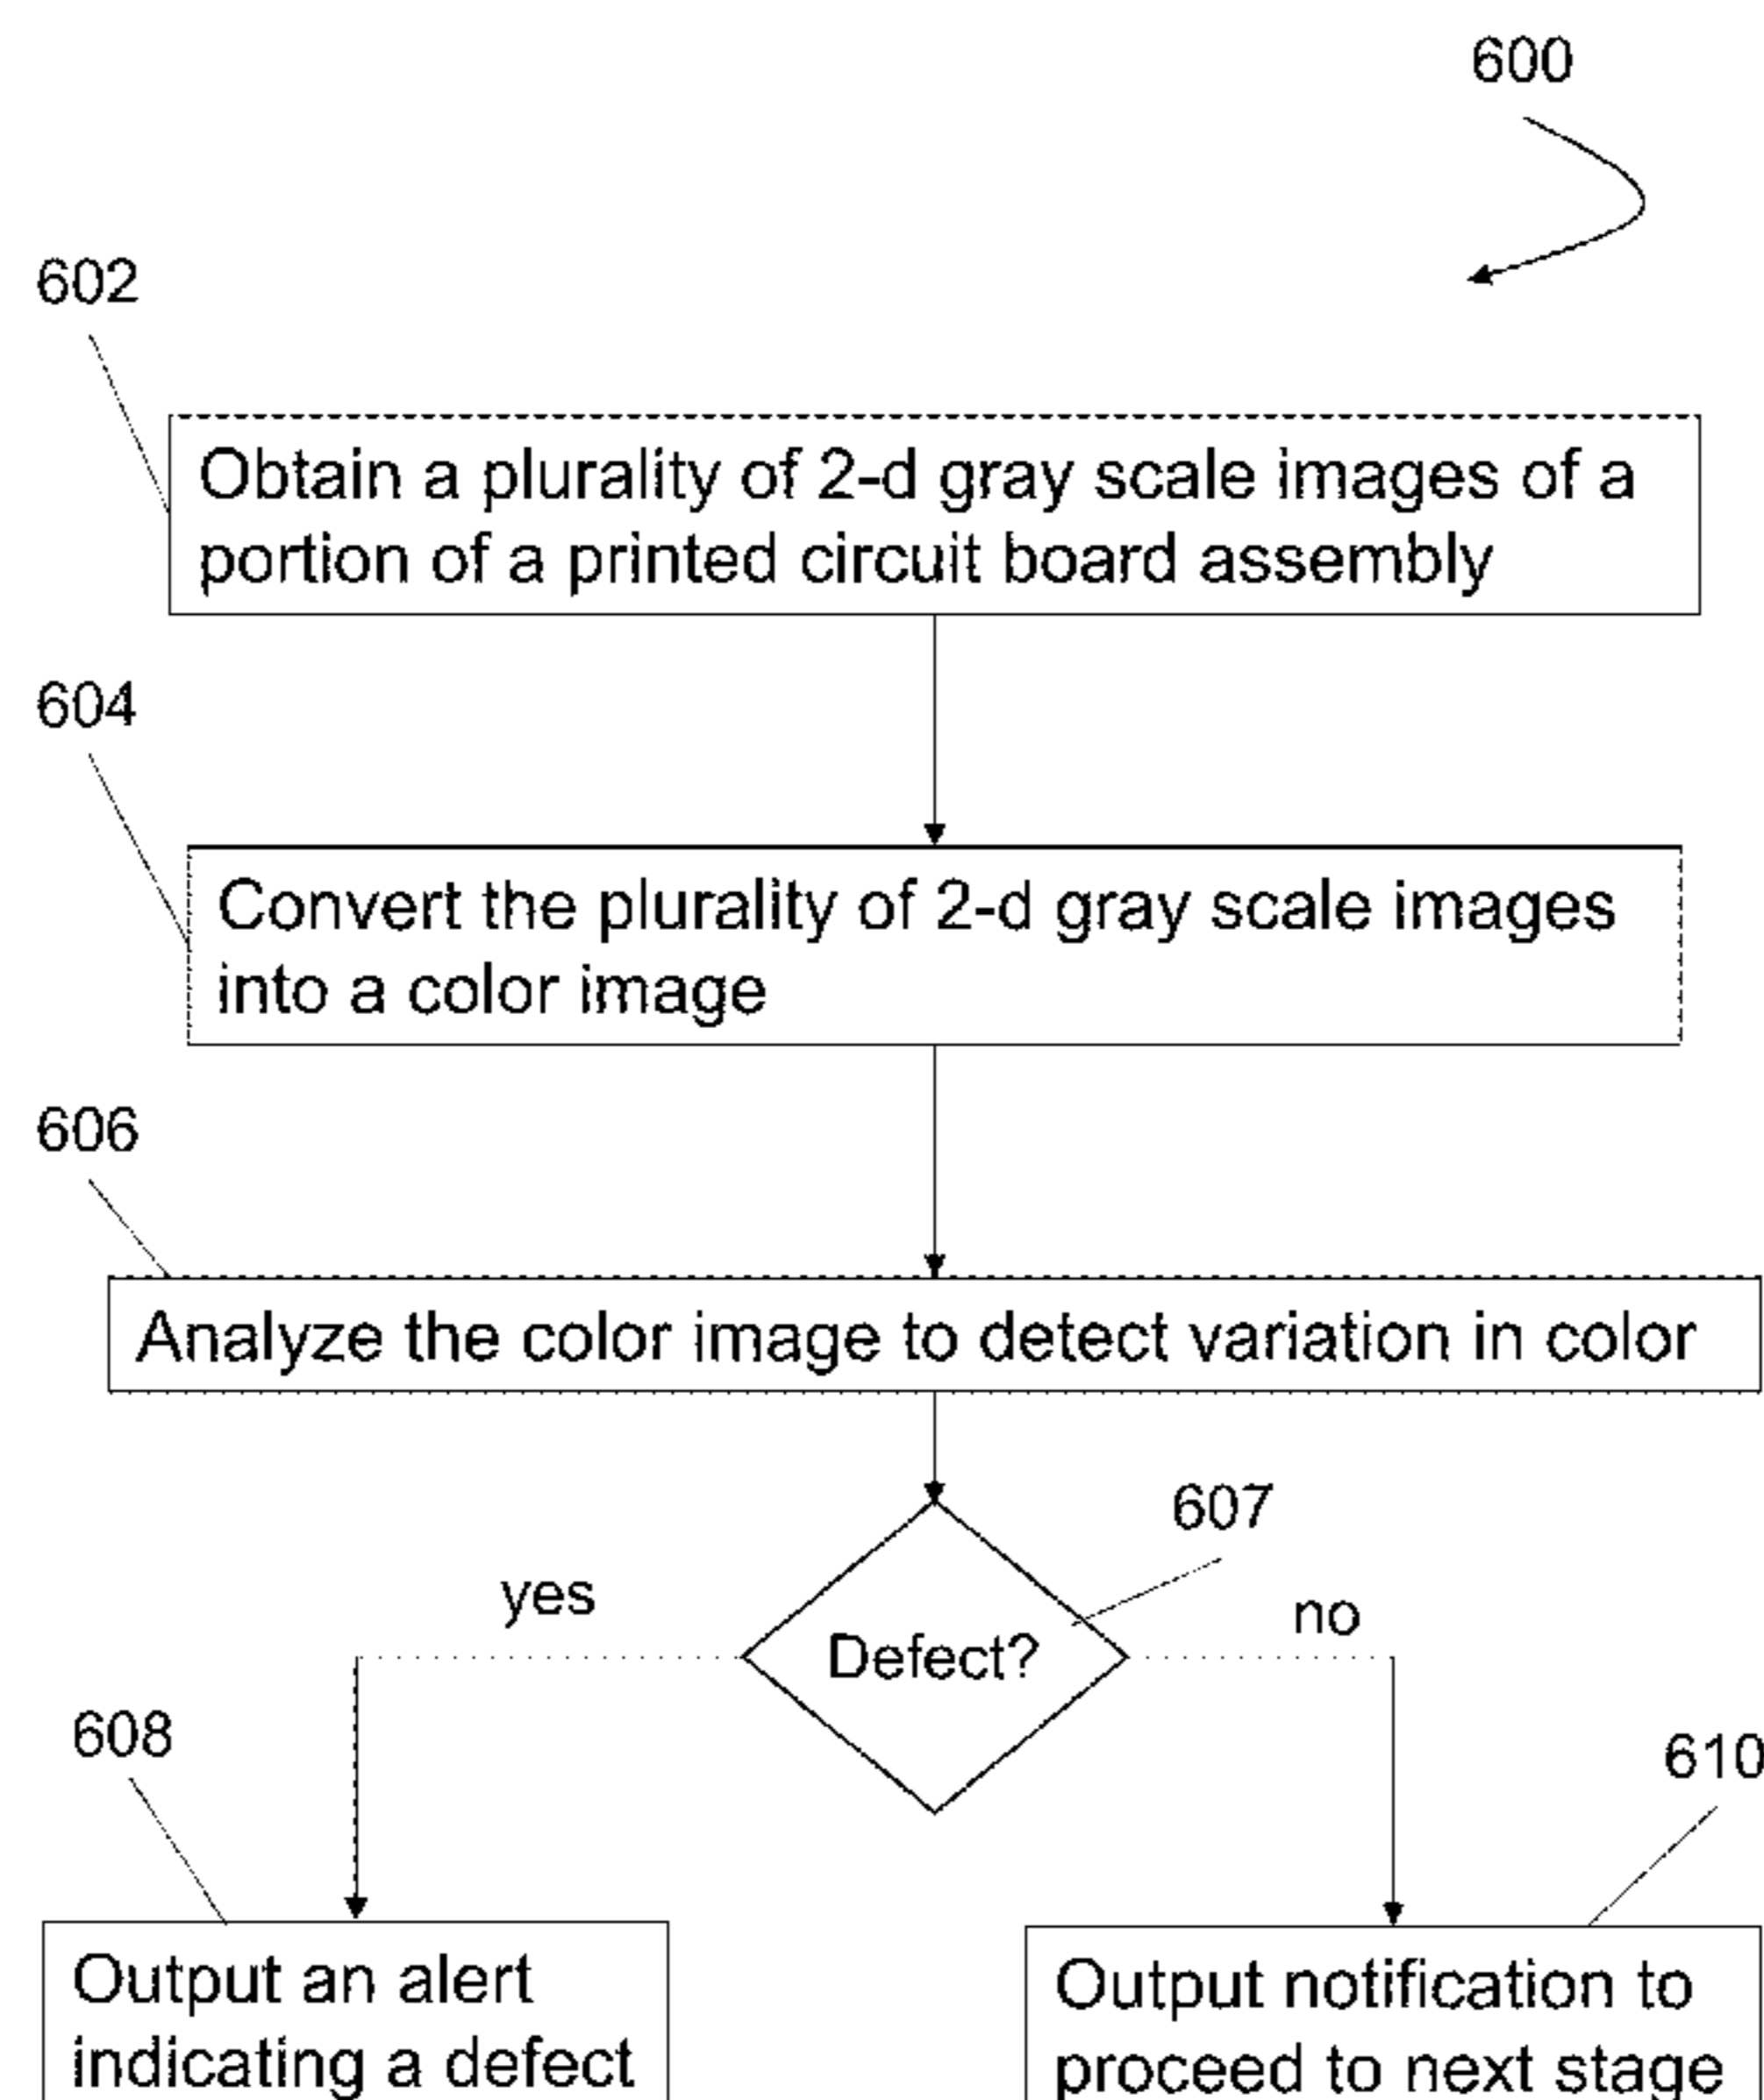 600
602
Obtain a plurality of 2-d gray scale images of a
portion of a printed circuit board assembly
604
Convert the plurality of 2-d gray scale images
into a color image
606
Analyze the color image to detect variation in color
607
yes
Defect?
no
608
610
Output an alert
indicating a defect
Output notification to
proceed to next stage